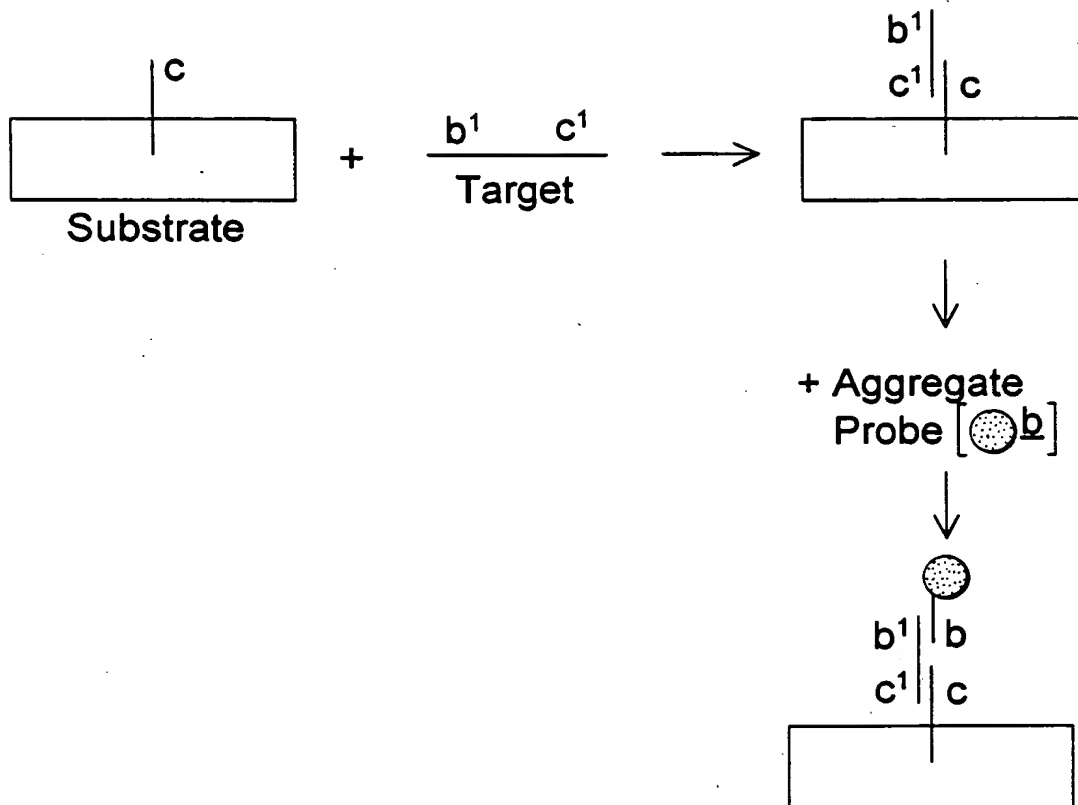 c
Substrate
+
b¹ c¹
Target
b¹
c¹ c
+ Aggregate
Probe [ b ]
b¹ b
c¹ c